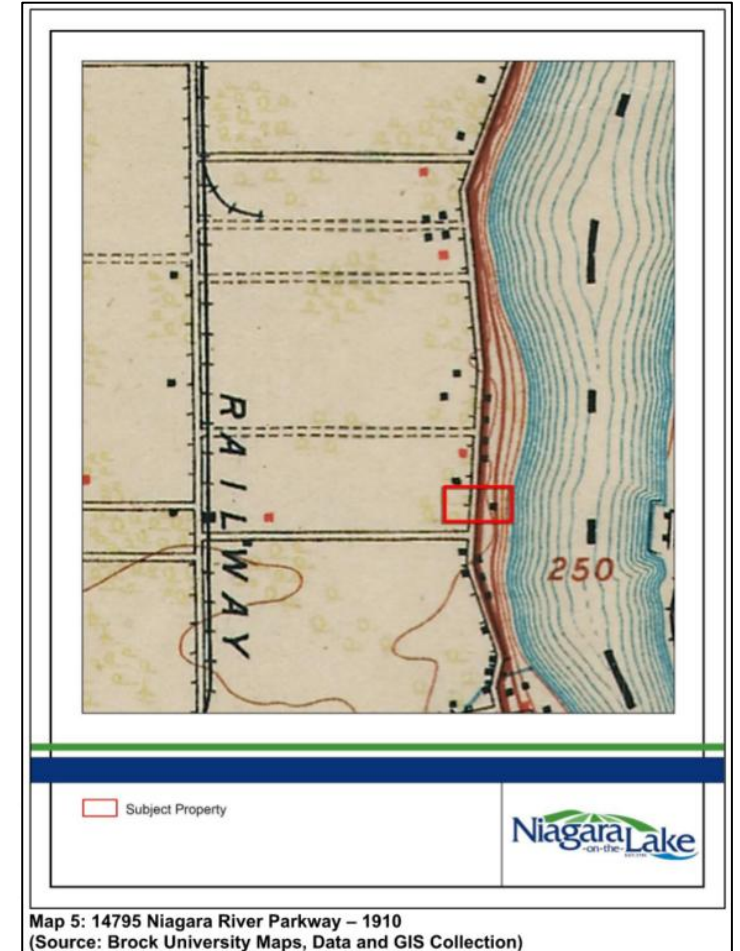 RAILWAY
250
Subject Property
Niagara
-on-the-
Lake
Map 5: 14795 Niagara River Parkway – 1910
(Source: Brock University Maps, Data and GIS Collection)